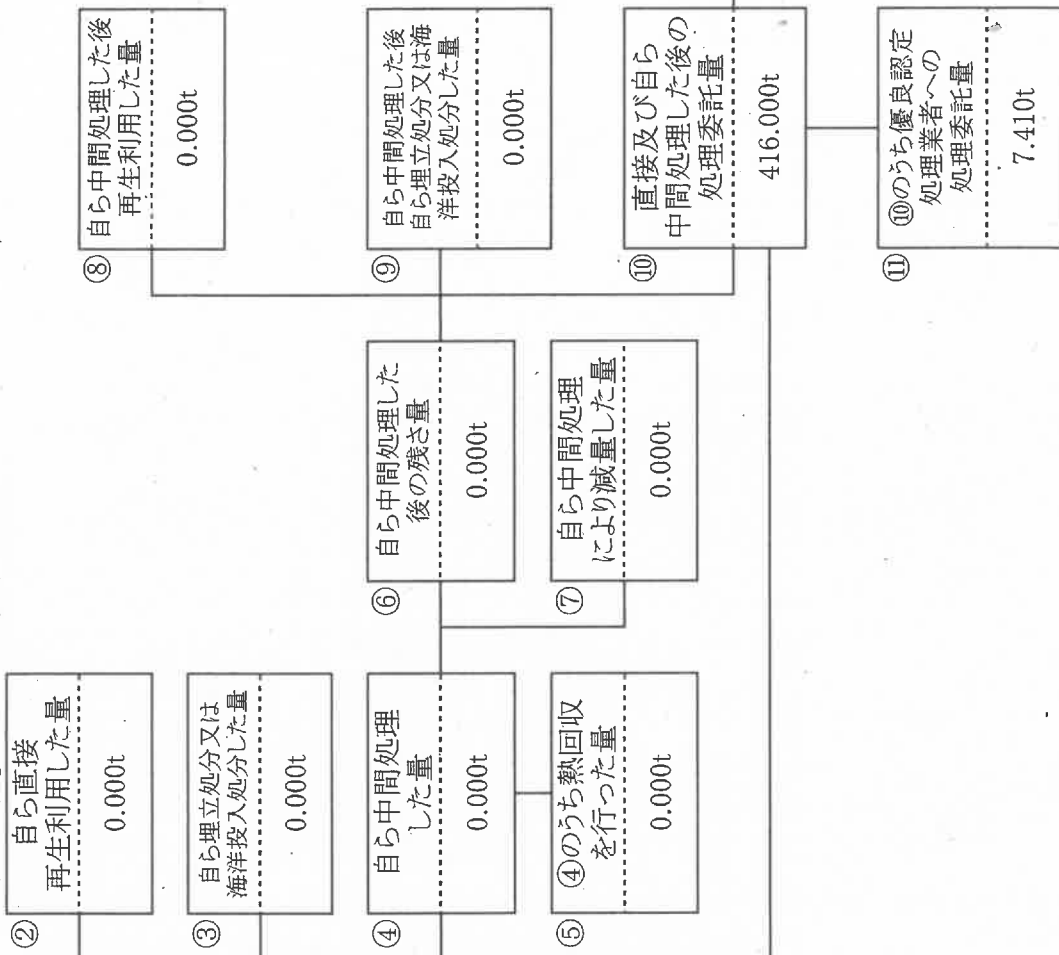 ②
自ら直接
再生利用した量
0.000t
③
自ら埋立処分又は
海洋投入処分した量
0.000t
④
自ら中間処理
した量
0.000t
⑤
④のうち熱回収
を行った量
0.000t
⑥
自ら中間処理した
後の残さ量
0.000t
⑦
自ら中間処理
により減量した量
0.000t
⑧
自ら中間処理した後
再生利用した量
0.000t
⑨
自ら中間処理した後
自ら埋立処分又は海
洋投入処分した量
0.000t
⑩
直接及び自ら
中間処理した後の
処理委託量
416.000t
⑪
⑩のうち優良認定
処理業者への
処理委託量
7.410t